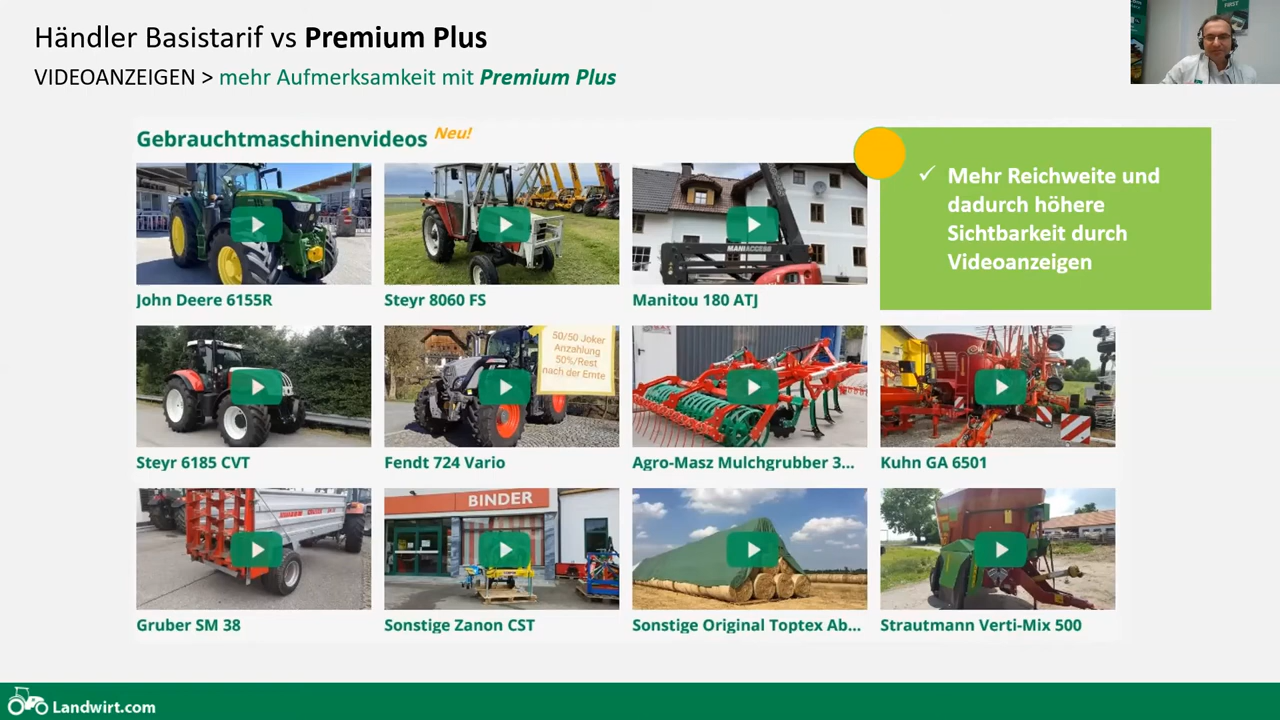 Händler Basistarif vs Premium Plus
VIDEOANZEIGEN > mehr Aufmerksamkeit mit Premium Plus
FIRST
Gebrauchtmaschinenvideos Neu!
Mehr Reichweite und
dadurch höhere
Sichtbarkeit durch
Videoanzeigen
MANIACCESS
John Deere 6155R
Steyr 8060 FS
Manitou 180 ATJ
50/50 Joker
Anzahlung
50%/Rest
nach der Ernte
Steyr 6185 CVT
Fendt 724 Vario
Agro-Masz Mulchgrubber 3...
Kuhn GA 6501
BINDER
Gruber SM 38
Sonstige Zanon CST
Sonstige Original Toptex Ab...
Strautmann Verti-Mix 500
Landwirt.com